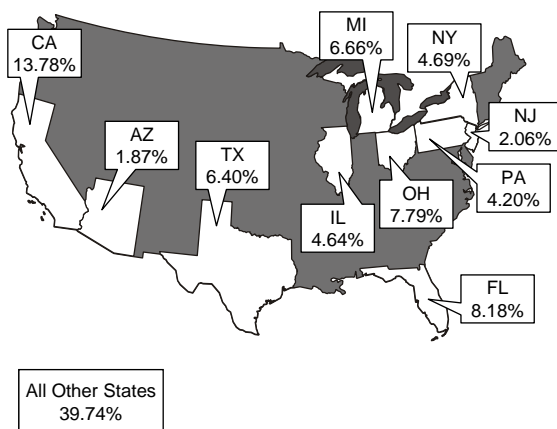 CA
13.78%
MI
6.66%
NY
4.69%
NJ
2.06%
AZ
1.87%
TX
6.40%
PA
4.20%
OH
7.79%
IL
4.64%
FL
8.18%
All Other States
39.74%